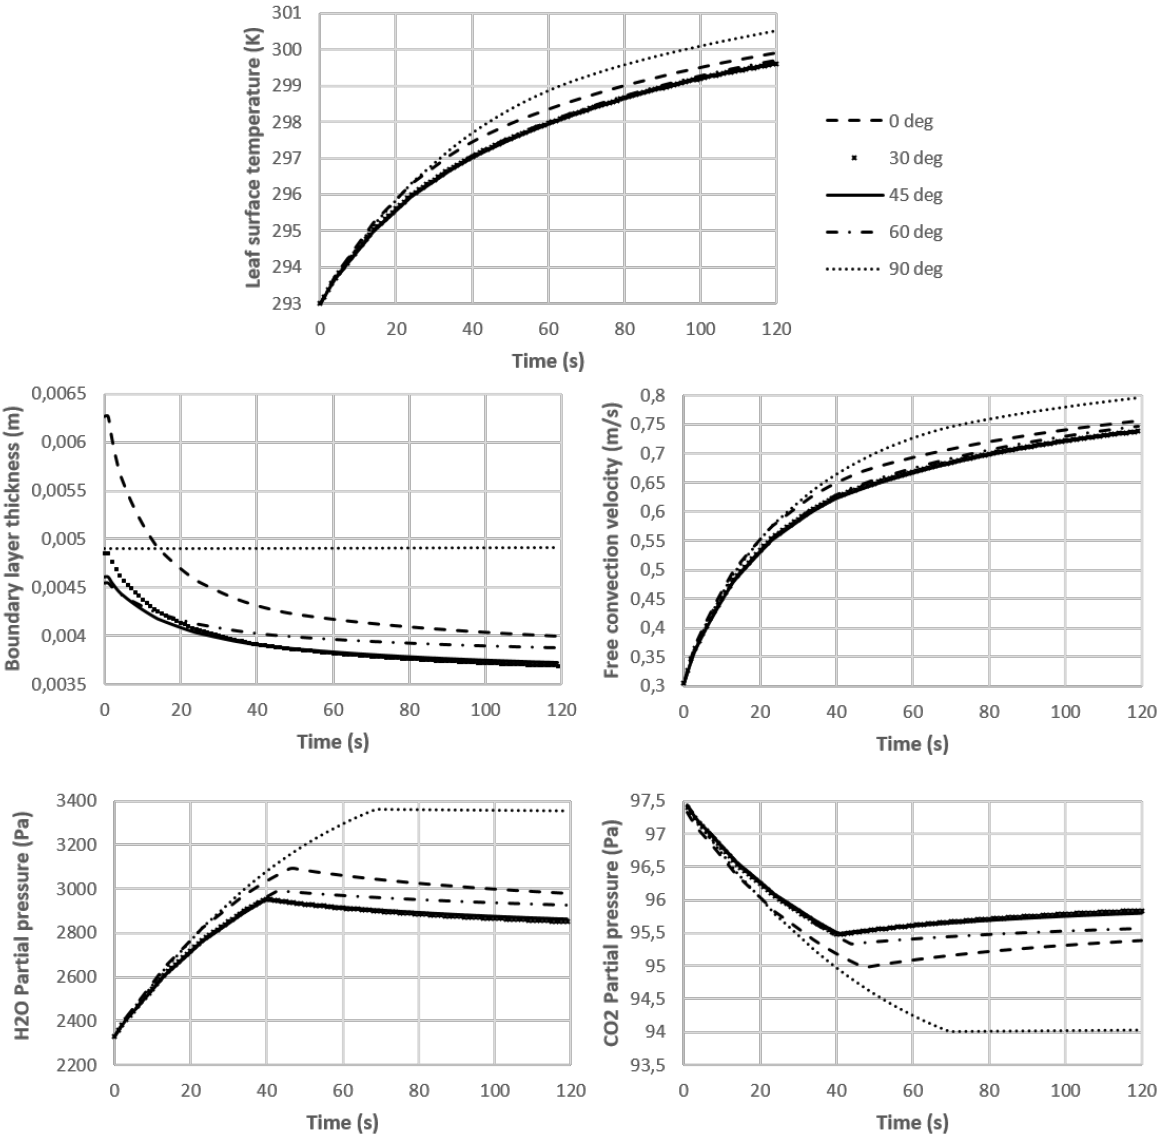 301
300
299
298
297
296
295
294
293
Leaf surface temperature (K)
0 20 40 60 80 100 120
Time (s)
0 deg
30 deg
45 deg
60 deg
90 deg
0,0065
0,006
0,0055
0,005
0,0045
0,004
0,0035
Boundary layer thickness (m)
0 20 40 60 80 100 120
Time (s)
0,8
0,75
0,7
0,65
0,6
0,55
0,5
0,45
0,4
0,35
0,3
Free convection velocity (m/s)
0 20 40 60 80 100 120
Time (s)
3400
3200
3000
2800
2600
2400
2200
H2O Partial pressure (Pa)
0 20 40 60 80 100 120
Time (s)
97,5
97
96,5
96
95,5
95
94,5
94
93,5
CO2 Partial pressure (Pa)
0 20 40 60 80 100 120
Time (s)